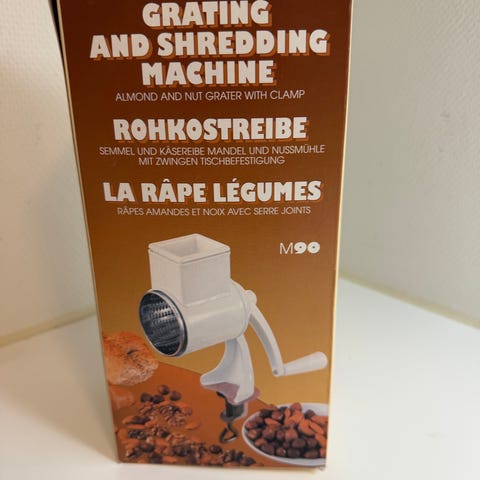 GRATING
AND SHREDDING
MACHINE
ALMOND AND NUT GRATER WITH CLAMP
ROHKOSTREIBE
SEMMEL UND KÄSEREIBE MANDEL UND NUSSMÜHLE
MIT ZWINGEN TISCHBEFESTIGUNG
LA RÂPE LÉGUMES
RÂPES AMANDES ET NOIX AVEC SERRE JOINTS
M90